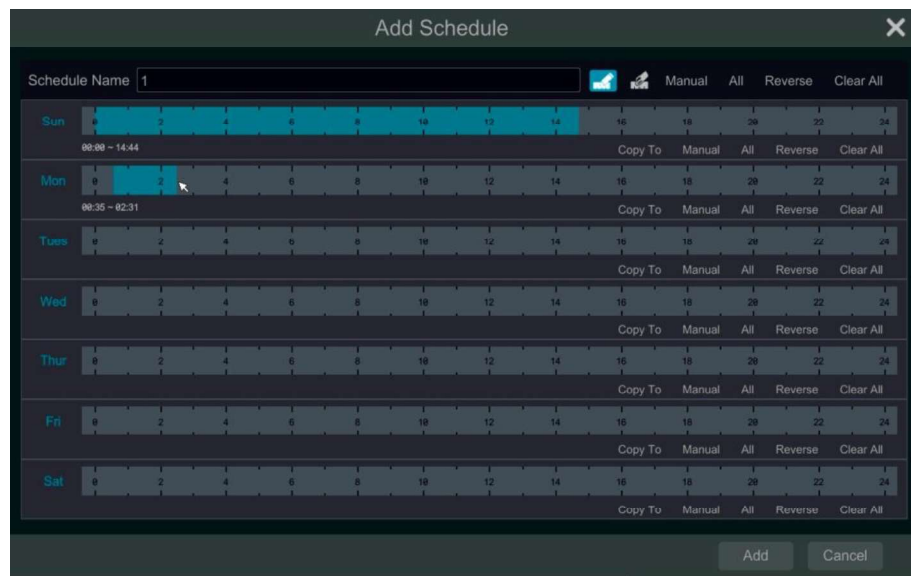 Add Schedule
Schedule Name 1 Manual All Reverse Clear All
Sun 0 2 4 6 8 10 12 14 16 18 20 22 24
00:00 ~ 14:44 Copy To Manual All Reverse Clear All
Mon 0 2 4 6 8 10 12 14 16 18 20 22 24
00:35 ~ 02:31 Copy To Manual All Reverse Clear All
Tues 0 2 4 6 8 10 12 14 16 18 20 22 24
Copy To Manual All Reverse Clear All
Wed 0 2 4 6 8 10 12 14 16 18 20 22 24
Copy To Manual All Reverse Clear All
Thur 0 2 4 6 8 10 12 14 16 18 20 22 24
Copy To Manual All Reverse Clear All
Fri 0 2 4 6 8 10 12 14 16 18 20 22 24
Copy To Manual All Reverse Clear All
Sat 0 2 4 6 8 10 12 14 16 18 20 22 24
Copy To Manual All Reverse Clear All
Add Cancel